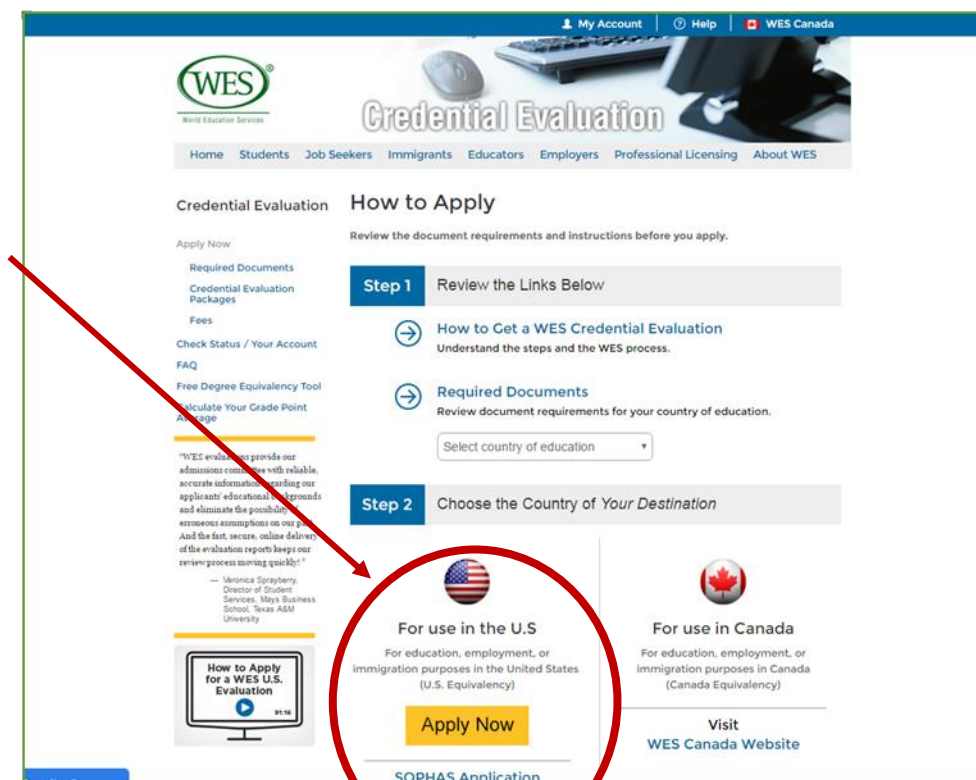 My Account
Help
WES Canada
WES®
World Education Services
Credential Evaluation
Home Students Job Seekers Immigrants Educators Employers Professional Licensing About WES
Credential Evaluation
Apply Now
Required Documents
Credential Evaluation
Packages
Fees
Check Status / Your Account
FAQ
Free Degree Equivalency Tool
Calculate Your Grade Point
Average
"WES evaluations provide our
admissions committee with reliable,
accurate information regarding our
applicants' educational backgrounds
and eliminate the possibility of
erroneous assumptions on our part.
And the fast, secure, online delivery
of the evaluation reports keeps our
review process moving quickly! "
— Veronica Sprayberry,
Director of Student
Services, Mays Business
School, Texas A&M
University
How to Apply
for a WES U.S.
Evaluation
01:16
How to Apply
Review the document requirements and instructions before you apply.
Step 1 Review the Links Below
How to Get a WES Credential Evaluation
Understand the steps and the WES process.
Required Documents
Review document requirements for your country of education.
Select country of education
Step 2 Choose the Country of Your Destination
For use in the U.S
For education, employment, or
immigration purposes in the United States
(U.S. Equivalency)
Apply Now
SOPHAS Application
For use in Canada
For education, employment, or
immigration purposes in Canada
(Canada Equivalency)
Visit
WES Canada Website